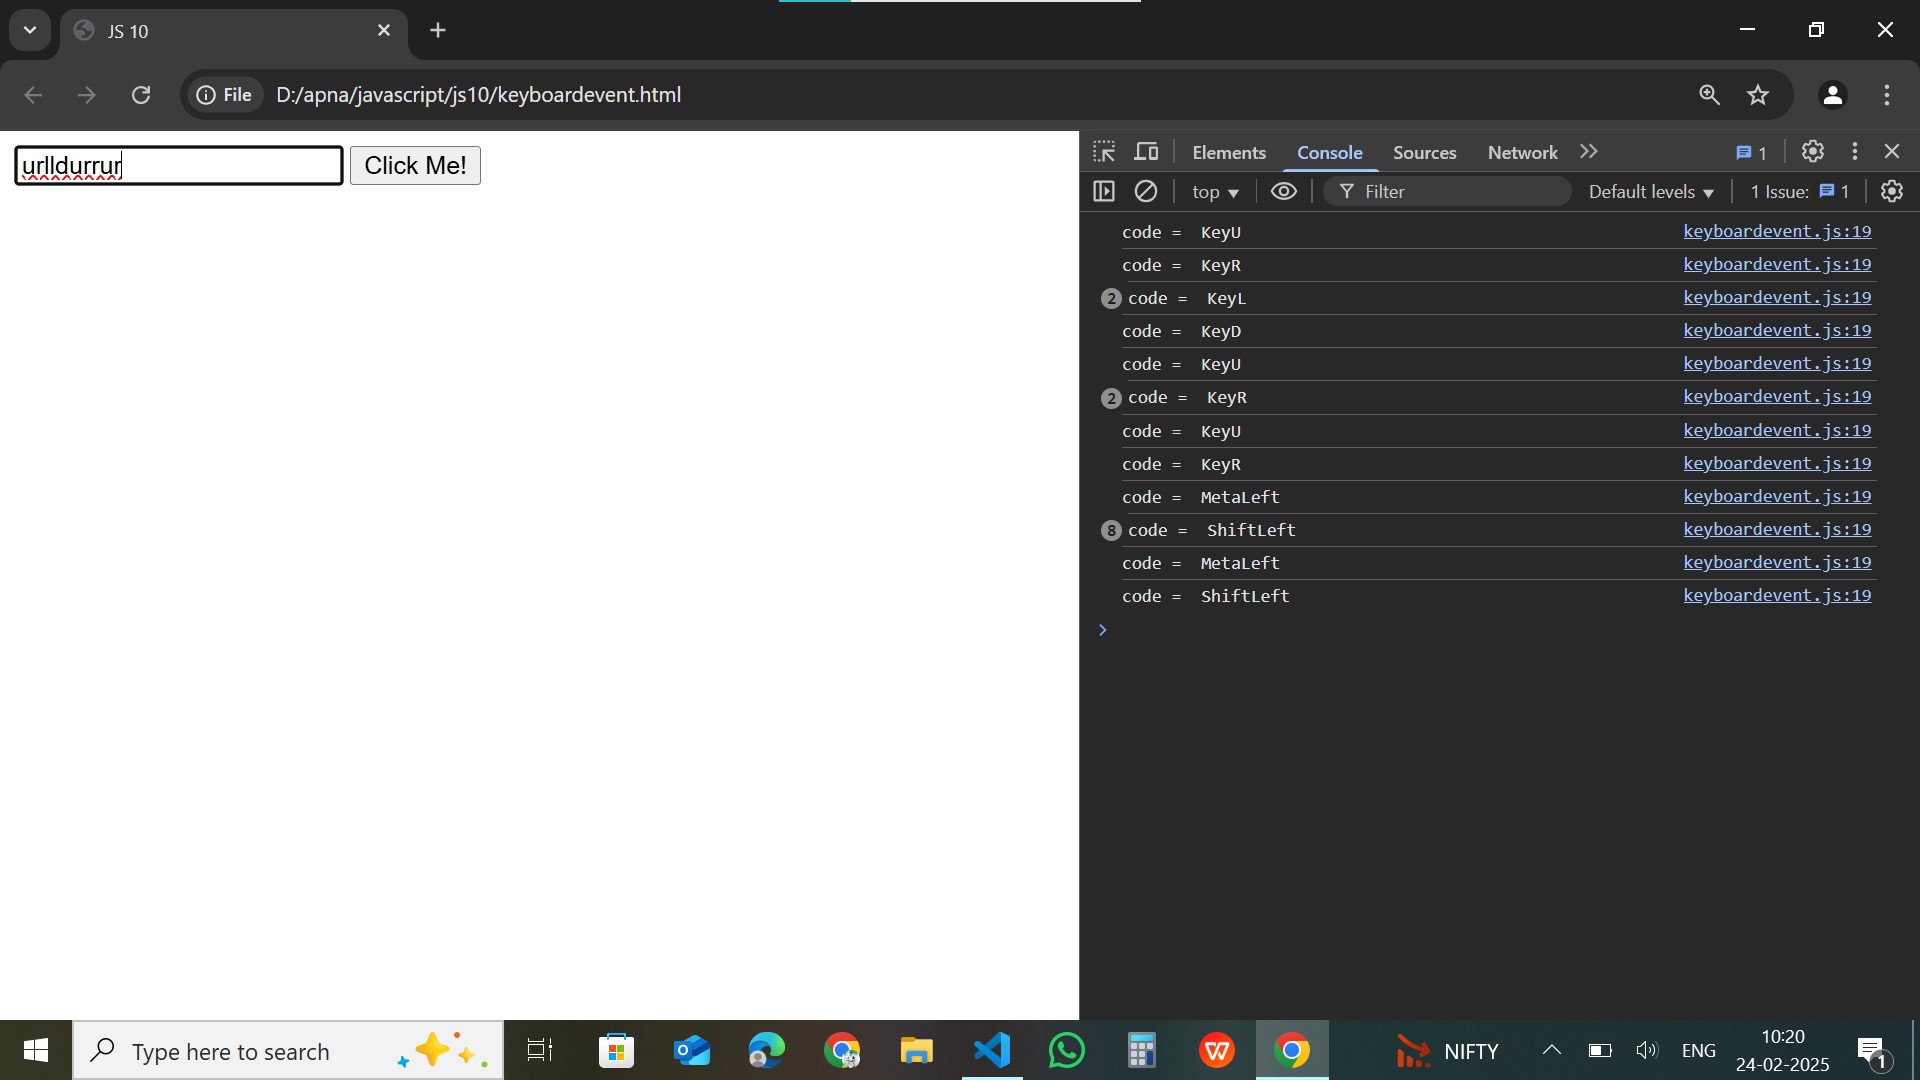 JS 10
File D:/apna/javascript/js10/keyboardevent.html
urlldurrur Click Me!
Elements Console Sources Network 1
top Filter Default levels 1 Issue: 1
code = KeyU keyboardevent.js:19
code = KeyR keyboardevent.js:19
2 code = KeyL keyboardevent.js:19
code = KeyD keyboardevent.js:19
code = KeyU keyboardevent.js:19
2 code = KeyR keyboardevent.js:19
code = KeyU keyboardevent.js:19
code = KeyR keyboardevent.js:19
code = MetaLeft keyboardevent.js:19
8 code = ShiftLeft keyboardevent.js:19
code = MetaLeft keyboardevent.js:19
code = ShiftLeft keyboardevent.js:19
Type here to search NIFTY ENG 10:20
24-02-2025 1